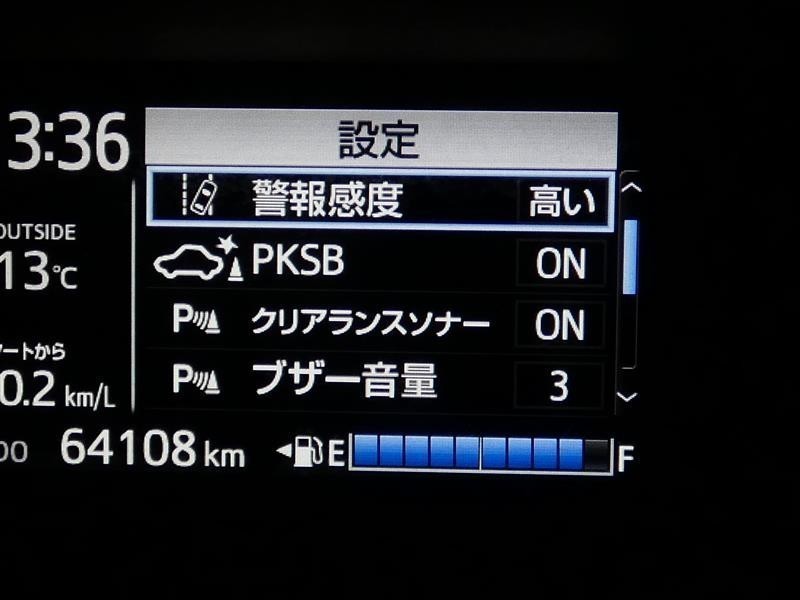 3:36
設定
警報感度 高い
OUTSIDE
PKSB ON
13℃
クリアランスソナー ON
ートから
0.2 km/L
ブザー音量 3
64108 km
E F